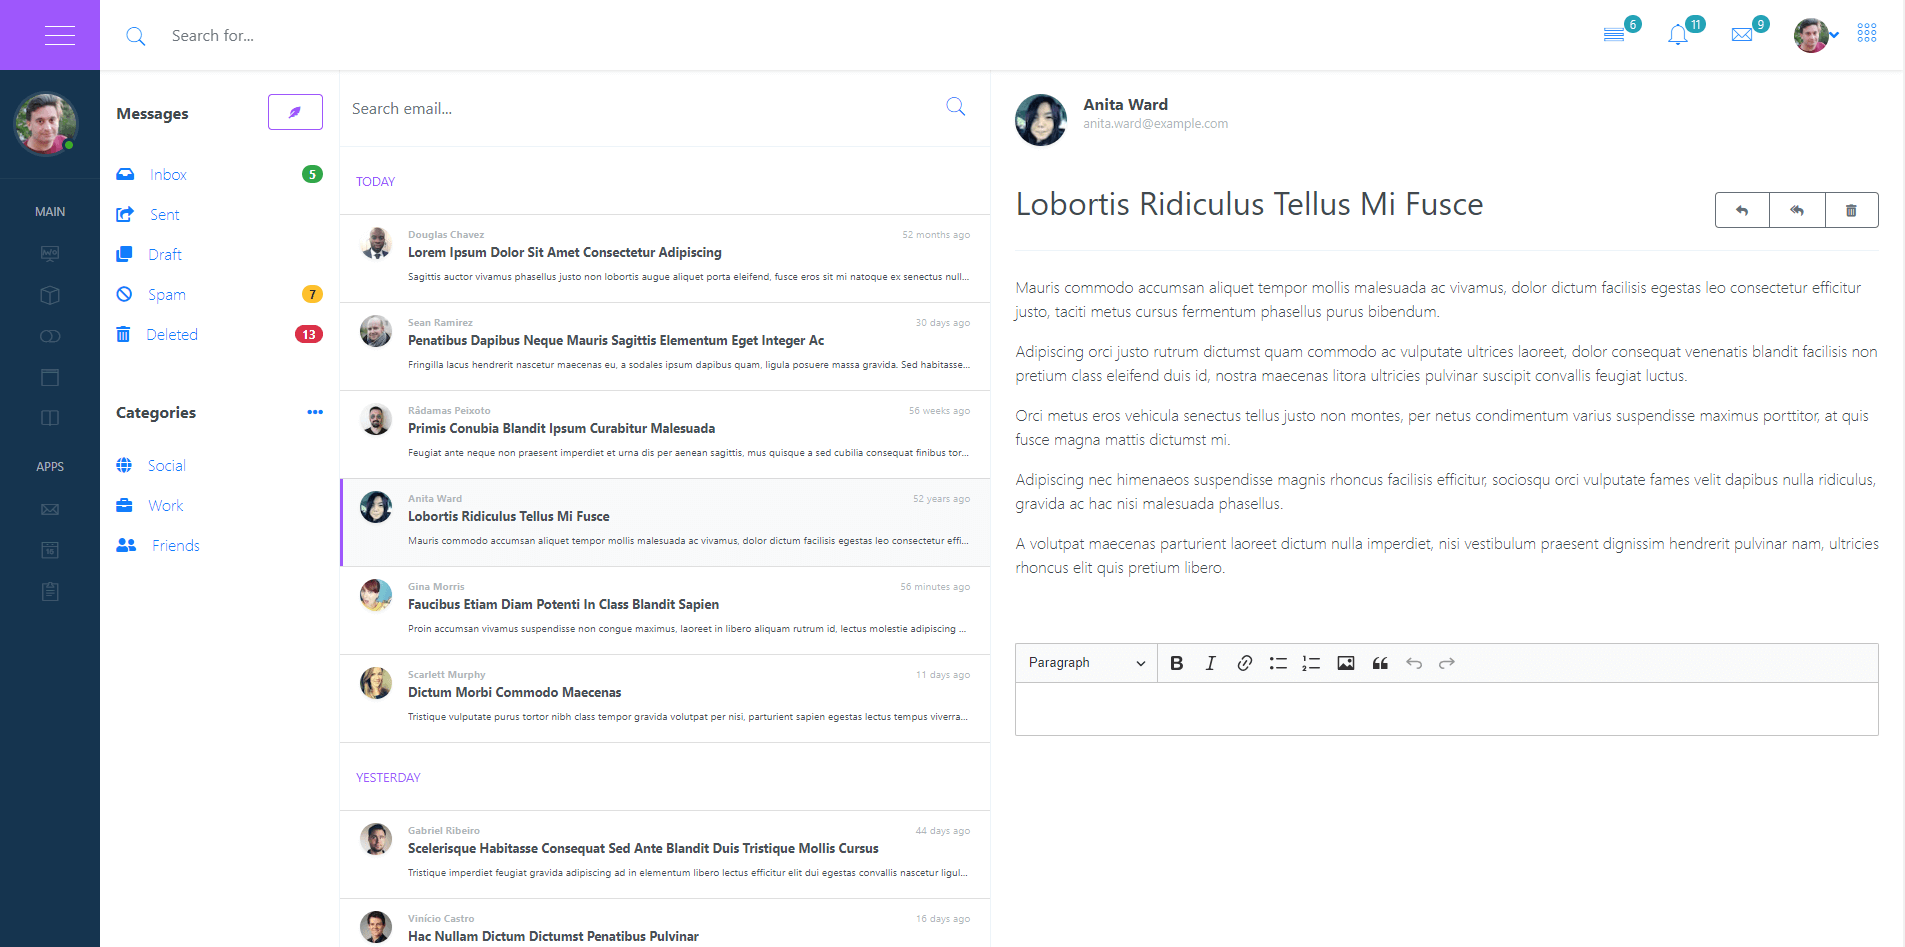 Search for...
6
11
9
MAIN
APPS
16
Messages
Inbox 5
Sent
Draft
Spam 7
Deleted 13
Categories
Social
Work
Friends
Search email...
TODAY
Douglas Chavez 52 months ago
Lorem Ipsum Dolor Sit Amet Consectetur Adipiscing
Sagittis auctor vivamus phasellus justo non lobortis augue aliquet porta eleifend, fusce eros sit mi natoque ex senectus null...
Sean Ramirez 30 days ago
Penatibus Dapibus Neque Mauris Sagittis Elementum Eget Integer Ac
Fringilla lacus hendrerit nascetur maecenas eu, a sodales ipsum dapibus quam, ligula posuere massa gravida. Sed habitasse...
Rádamas Peixoto 56 weeks ago
Primis Conubia Blandit Ipsum Curabitur Malesuada
Feugiat ante neque non praesent imperdiet et urna dis per aenean sagittis, mus quisque a sed cubilia consequat finibus tor...
Anita Ward 52 years ago
Lobortis Ridiculus Tellus Mi Fusce
Mauris commodo accumsan aliquet tempor mollis malesuada ac vivamus, dolor dictum facilisis egestas leo consectetur effi...
Gina Morris 56 minutes ago
Faucibus Etiam Diam Potenti In Class Blandit Sapien
Proin accumsan vivamus suspendisse non congue maximus, laoreet in libero aliquam rutrum id, lectus molestie adipiscing ...
Scarlett Murphy 11 days ago
Dictum Morbi Commodo Maecenas
Tristique vulputate purus tortor nibh class tempor gravida volutpat per nisi, parturient sapien egestas lectus tempus viverra...
YESTERDAY
Gabriel Ribeiro 44 days ago
Scelerisque Habitasse Consequat Sed Ante Blandit Duis Tristique Mollis Cursus
Tristique imperdiet feugiat gravida adipiscing ad in elementum libero lectus efficitur elit dui egestas convallis nascetur ligul...
Vinício Castro 16 days ago
Hac Nullam Dictum Dictumst Penatibus Pulvinar
Anita Ward
anita.ward@example.com
Lobortis Ridiculus Tellus Mi Fusce
Mauris commodo accumsan aliquet tempor mollis malesuada ac vivamus, dolor dictum facilisis egestas leo consectetur efficitur
justo, taciti metus cursus fermentum phasellus purus bibendum.
Adipiscing orci justo rutrum dictumst quam commodo ac vulputate ultrices laoreet, dolor consequat venenatis blandit facilisis non
pretium class eleifend duis id, nostra maecenas litora ultricies pulvinar suscipit convallis feugiat luctus.
Orci metus eros vehicula senectus tellus justo non montes, per netus condimentum varius suspendisse maximus porttitor, at quis
fusce magna mattis dictumst mi.
Adipiscing nec himenaeos suspendisse magnis rhoncus facilisis efficitur, sociosqu orci vulputate fames velit dapibus nulla ridiculus,
gravida ac hac nisi malesuada phasellus.
A volutpat maecenas parturient laoreet dictum nulla imperdiet, nisi vestibulum praesent dignissim hendrerit pulvinar nam, ultricies
rhoncus elit quis pretium libero.
Paragraph